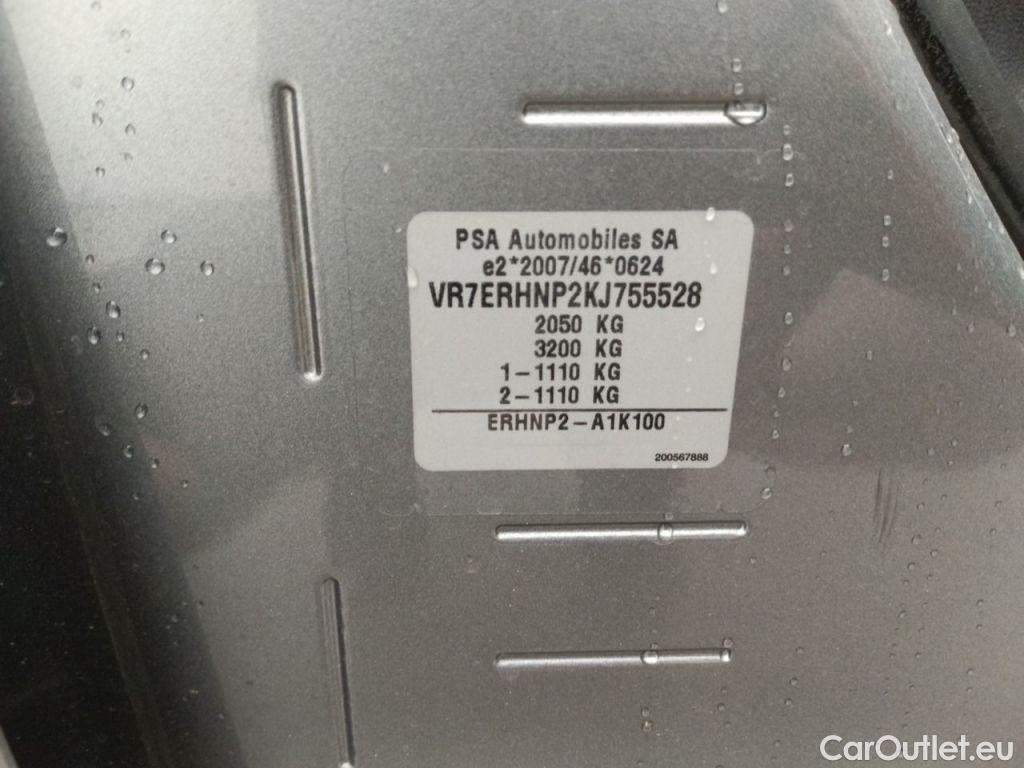 PSA Automobiles SA
e2*2007/46*0624
VR7ERHNP2KJ755528
2050 KG
3200 KG
1-1110 KG
2-1110 KG
ERHNP2-A1K100
200567888
CarOutlet.eu